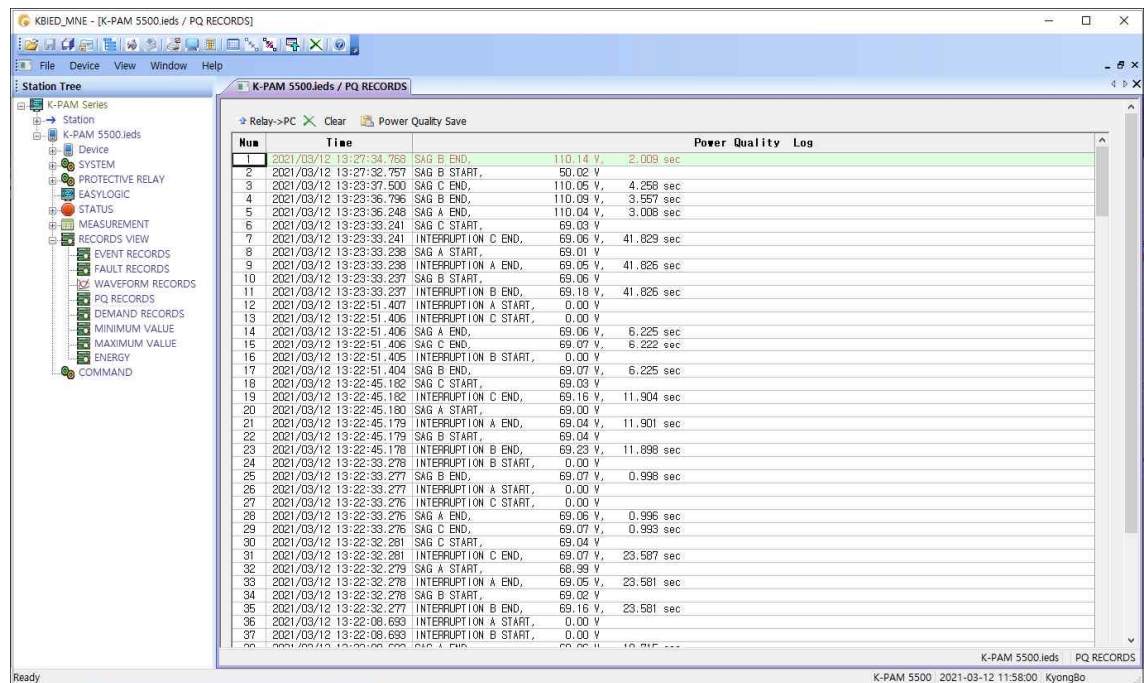 KBIED_MNE - [K-PAM 5500.ieds / PQ RECORDS]
File Device View Window Help
Station Tree
K-PAM 5500.ieds / PQ RECORDS
K-PAM Series
Station
K-PAM 5500.ieds
Device
SYSTEM
PROTECTIVE RELAY
EASYLOGIC
STATUS
MEASUREMENT
RECORDS VIEW
EVENT RECORDS
FAULT RECORDS
WAVEFORM RECORDS
PQ RECORDS
DEMAND RECORDS
MINIMUM VALUE
MAXIMUM VALUE
ENERGY
COMMAND
Relay->PC Clear Power Quality Save
Num Time Power Quality Log
1 2021/03/12 13:27:34.768 SAG B END, 110.14 V, 2.009 sec
2 2021/03/12 13:27:32.757 SAG B START, 50.02 V
3 2021/03/12 13:23:37.500 SAG C END, 110.05 V, 4.258 sec
4 2021/03/12 13:23:36.796 SAG B END, 110.09 V, 3.557 sec
5 2021/03/12 13:23:36.248 SAG A END, 110.04 V, 3.008 sec
6 2021/03/12 13:23:33.241 SAG C START, 69.03 V
7 2021/03/12 13:23:33.241 INTERRUPTION C END, 69.06 V, 41.829 sec
8 2021/03/12 13:23:33.238 SAG A START, 69.01 V
9 2021/03/12 13:23:33.238 INTERRUPTION A END, 69.05 V, 41.826 sec
10 2021/03/12 13:23:33.237 SAG B START, 69.06 V
11 2021/03/12 13:23:33.237 INTERRUPTION B END, 69.18 V, 41.826 sec
12 2021/03/12 13:22:51.407 INTERRUPTION A START, 0.00 V
13 2021/03/12 13:22:51.406 INTERRUPTION C START, 0.00 V
14 2021/03/12 13:22:51.406 SAG A END, 69.06 V, 6.225 sec
15 2021/03/12 13:22:51.406 SAG C END, 69.07 V, 6.222 sec
16 2021/03/12 13:22:51.405 INTERRUPTION B START, 0.00 V
17 2021/03/12 13:22:51.404 SAG B END, 69.07 V, 6.225 sec
18 2021/03/12 13:22:45.182 SAG C START, 69.03 V
19 2021/03/12 13:22:45.182 INTERRUPTION C END, 69.16 V, 11.904 sec
20 2021/03/12 13:22:45.180 SAG A START, 69.00 V
21 2021/03/12 13:22:45.179 INTERRUPTION A END, 69.04 V, 11.901 sec
22 2021/03/12 13:22:45.179 SAG B START, 69.04 V
23 2021/03/12 13:22:45.178 INTERRUPTION B END, 69.23 V, 11.898 sec
24 2021/03/12 13:22:33.278 INTERRUPTION B START, 0.00 V
25 2021/03/12 13:22:33.277 SAG B END, 69.07 V, 0.998 sec
26 2021/03/12 13:22:33.277 INTERRUPTION A START, 0.00 V
27 2021/03/12 13:22:33.276 INTERRUPTION C START, 0.00 V
28 2021/03/12 13:22:33.276 SAG A END, 69.06 V, 0.996 sec
29 2021/03/12 13:22:33.276 SAG C END, 69.07 V, 0.993 sec
30 2021/03/12 13:22:32.281 SAG C START, 69.04 V
31 2021/03/12 13:22:32.281 INTERRUPTION C END, 69.07 V, 23.587 sec
32 2021/03/12 13:22:32.279 SAG A START, 68.99 V
33 2021/03/12 13:22:32.278 INTERRUPTION A END, 69.05 V, 23.581 sec
34 2021/03/12 13:22:32.278 SAG B START, 69.02 V
35 2021/03/12 13:22:32.277 INTERRUPTION B END, 69.16 V, 23.581 sec
36 2021/03/12 13:22:08.693 INTERRUPTION A START, 0.00 V
37 2021/03/12 13:22:08.693 INTERRUPTION B START, 0.00 V
K-PAM 5500.ieds PQ RECORDS
Ready K-PAM 5500 2021-03-12 11:58:00 KyongBo